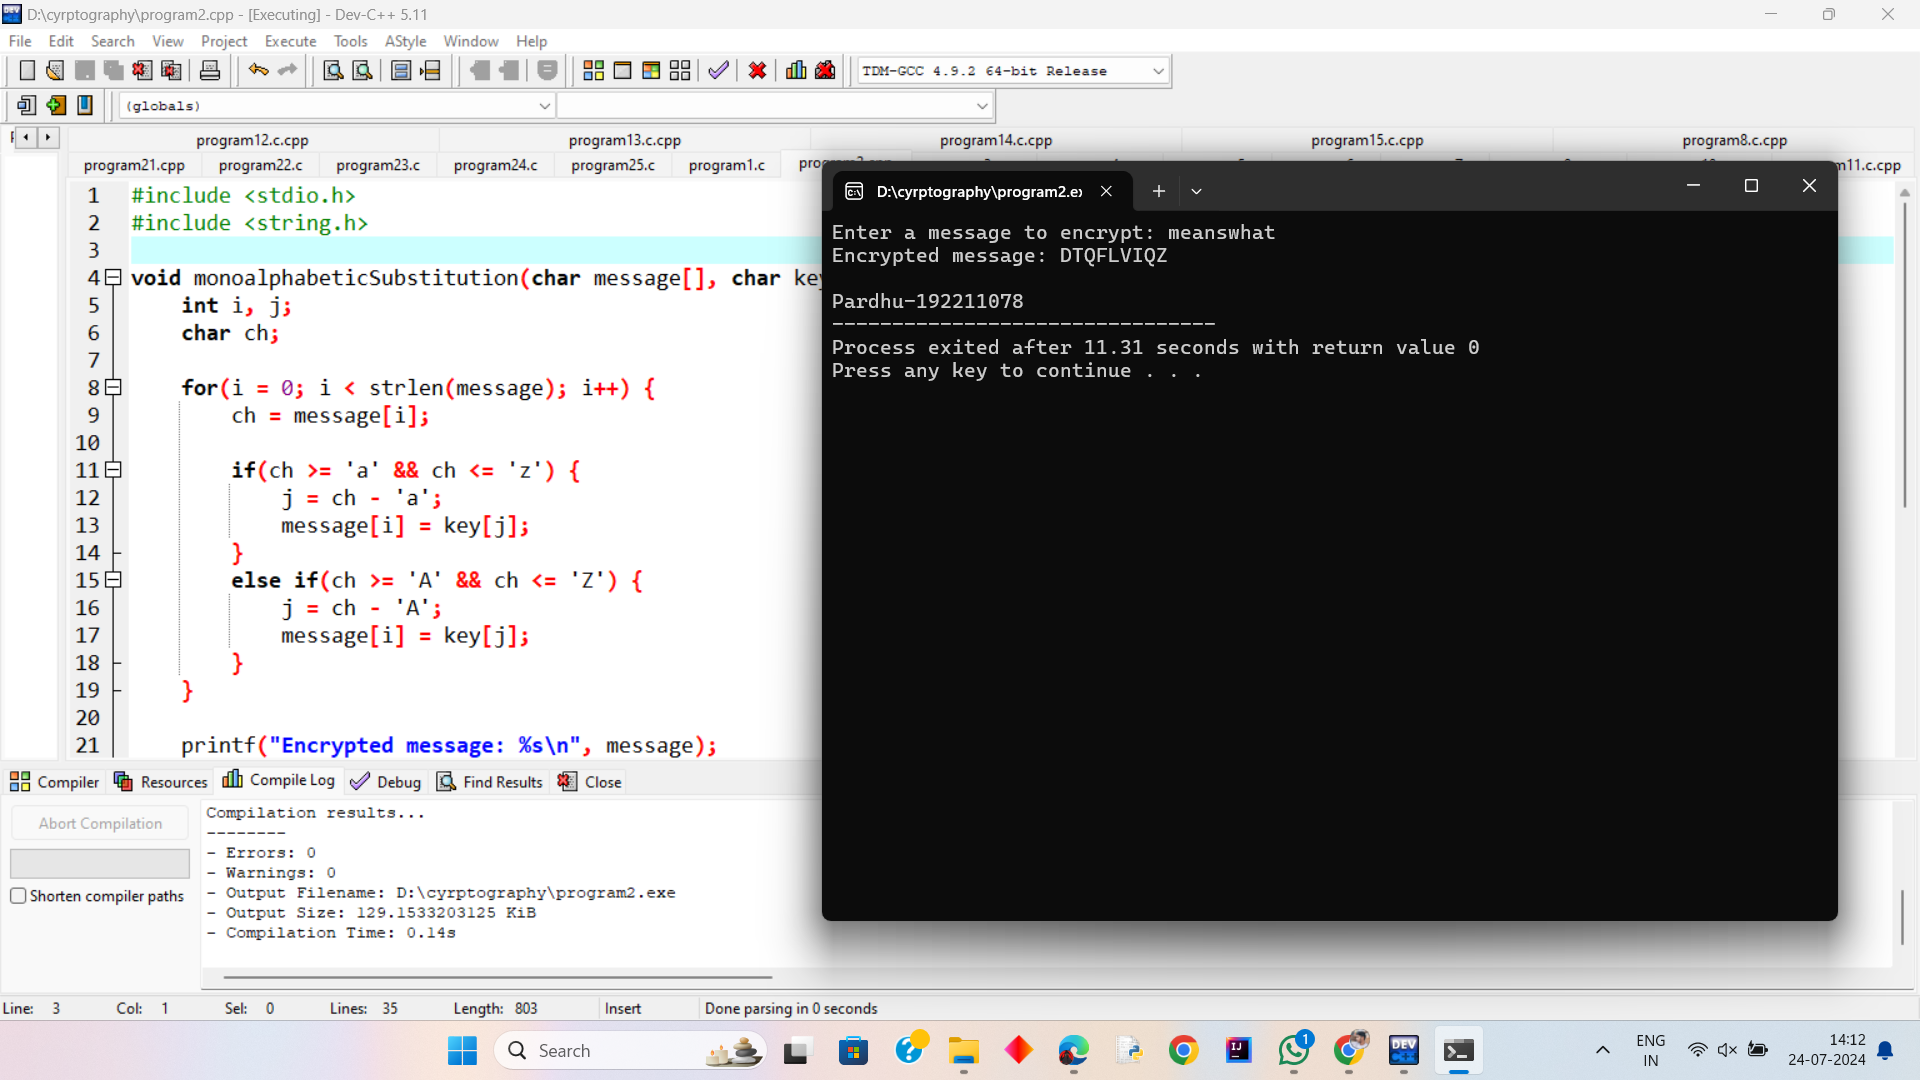 D:\cyrptography\program2.cpp - [Executing] - Dev-C++ 5.11
File Edit Search View Project Execute Tools AStyle Window Help
TDM-GCC 4.9.2 64-bit Release
(globals)
program12.c.cpp program13.c.cpp program14.c.cpp program15.c.cpp program8.c.cpp
program21.cpp program22.c program23.c program24.c program25.c program1.c
1 #include <stdio.h>
2 #include <string.h>
3
4 void monoalphabeticSubstitution(char message[], char key
5 int i, j;
6 char ch;
7
8 for(i = 0; i < strlen(message); i++) {
9 ch = message[i];
10
11 if(ch >= 'a' && ch <= 'z') {
12 j = ch - 'a';
13 message[i] = key[j];
14 }
15 else if(ch >= 'A' && ch <= 'Z') {
16 j = ch - 'A';
17 message[i] = key[j];
18 }
19 }
20
21 printf("Encrypted message: %s\n", message);
D:\cyrptography\program2.e
Enter a message to encrypt: meanswhat
Encrypted message: DTQFLVIQZ
Pardhu-192211078
--------------------------------
Process exited after 11.31 seconds with return value 0
Press any key to continue . . .
Compiler Resources Compile Log Debug Find Results Close
Abort Compilation
Shorten compiler paths
Compilation results...
--------
- Errors: 0
- Warnings: 0
- Output Filename: D:\cyrptography\program2.exe
- Output Size: 129.1533203125 KiB
- Compilation Time: 0.14s
Line: 3 Col: 1 Sel: 0 Lines: 35 Length: 803 Insert Done parsing in 0 seconds
Search
1
ENG
IN
14:12
24-07-2024